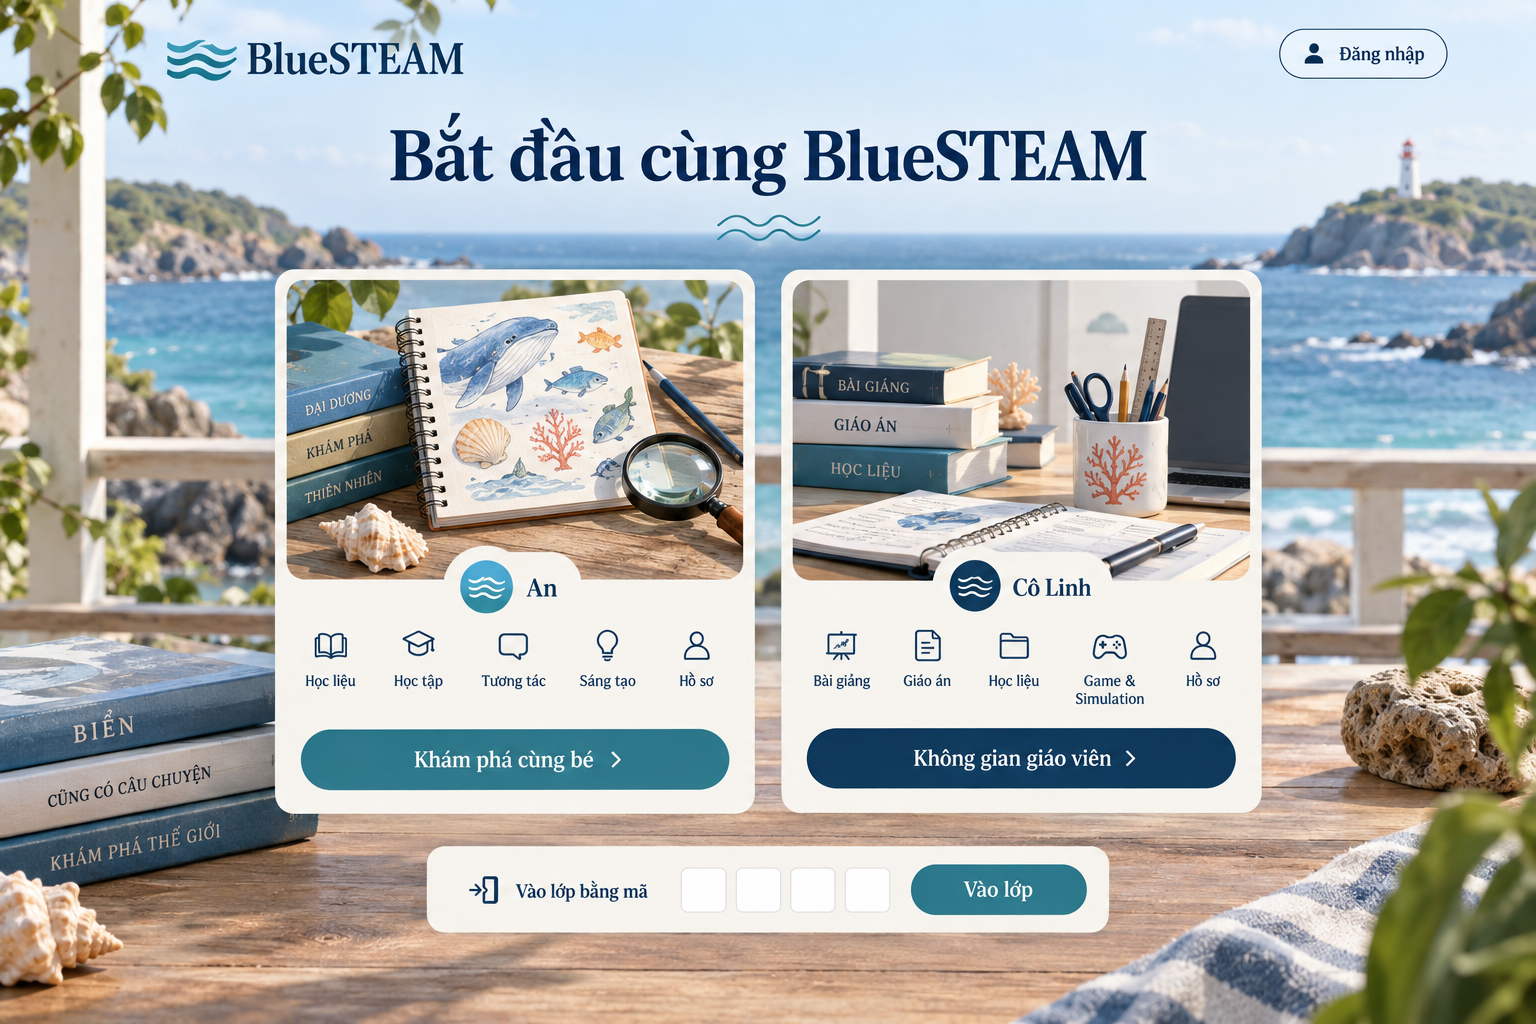 BlueSTEAM
Đăng nhập
Bắt đầu cùng BlueSTEAM
ĐẠI DƯƠNG
KHÁM PHÁ
THIÊN NHIÊN
BÀI GIẢNG
GIÁO ÁN
HỌC LIỆU
An
Học liệu
Học tập
Tương tác
Sáng tạo
Hồ sơ
Khám phá cùng bé
Cô Linh
Bài giảng
Giáo án
Học liệu
Game &
Simulation
Hồ sơ
Không gian giáo viên
BIỂN
CŨNG CÓ CÂU CHUYỆN
KHÁM PHÁ THẾ GIỚI
Vào lớp bằng mã
Vào lớp